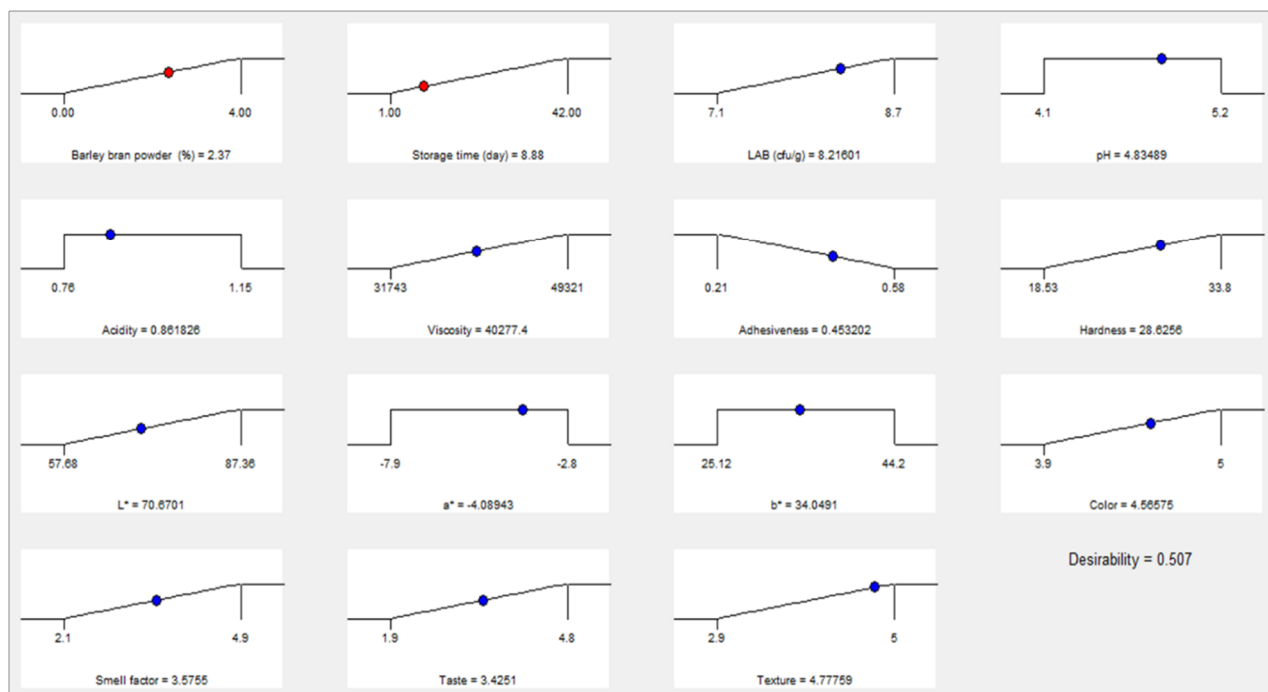 0.00 4.00
Barley bran powder (%) = 2.37
1.00 42.00
Storage time (day) = 8.88
7.1 8.7
LAB (cfu/g) = 8.21601
4.1 5.2
pH = 4.83489
0.76 1.15
Acidity = 0.861826
31743 49321
Viscosity = 40277.4
0.21 0.58
Adhesiveness = 0.453202
18.53 33.8
Hardness = 28.6256
57.68 87.36
L* = 70.6701
-7.9 -2.8
a* = -4.08943
25.12 44.2
b* = 34.0491
3.9 5
Color = 4.56575
2.1 4.9
Smell factor = 3.5755
1.9 4.8
Taste = 3.4251
2.9 5
Texture = 4.77759
Desirability = 0.507